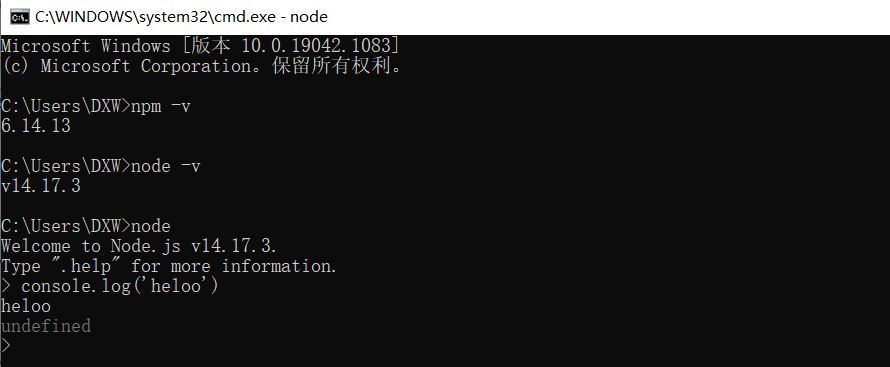 C:\WINDOWS\system32\cmd.exe - node
Microsoft Windows [版本 10.0.19042.1083]
(c) Microsoft Corporation。保留所有权利。
C:\Users\DXW>npm -v
6.14.13
C:\Users\DXW>node -v
v14.17.3
C:\Users\DXW>node
Welcome to Node.js v14.17.3.
Type ".help" for more information.
> console.log('heloo')
heloo
undefined
>